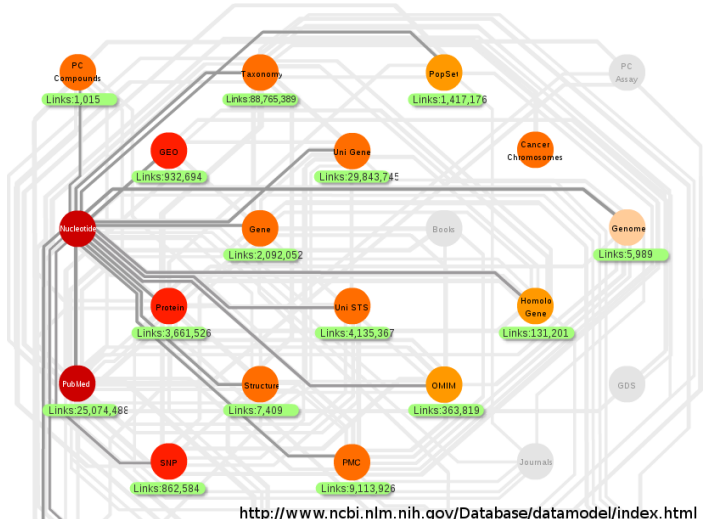 PC
Compounds
Links:1,015
Taxonomy
Links:88,765,389
PopSet
Links:1,417,176
PC
Assay
GEO
Links:932,694
Uni Gene
Links:29,843,745
Cancer
Chromosomes
Nucleotide
Gene
Links:2,092,052
Books
Genome
Links:5,989
Protein
Links:3,661,526
Uni STS
Links:4,135,367
Homolo
Gene
Links:131,201
PubMed
Links:25,074,488
Structure
Links:7,409
OMIM
Links:363,819
GDS
SNP
Links:862,584
PMC
Links:9,113,926
Journals
http://www.ncbi.nlm.nih.gov/Database/datamodel/index.html